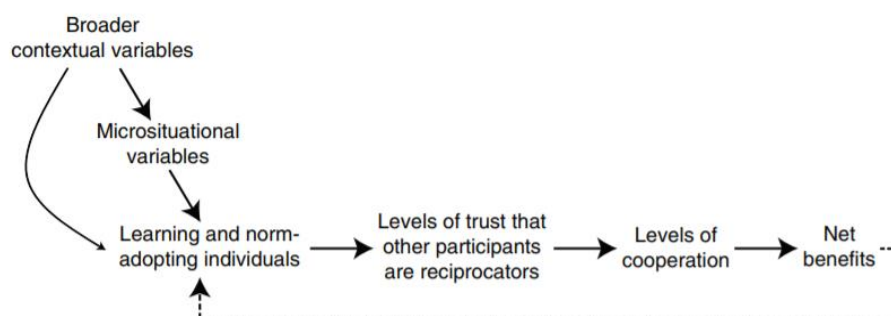 Broader
contextual variables
Microsituational
variables
Learning and norm-
adopting individuals
Levels of trust that
other participants
are reciprocators
Levels of
cooperation
Net
benefits